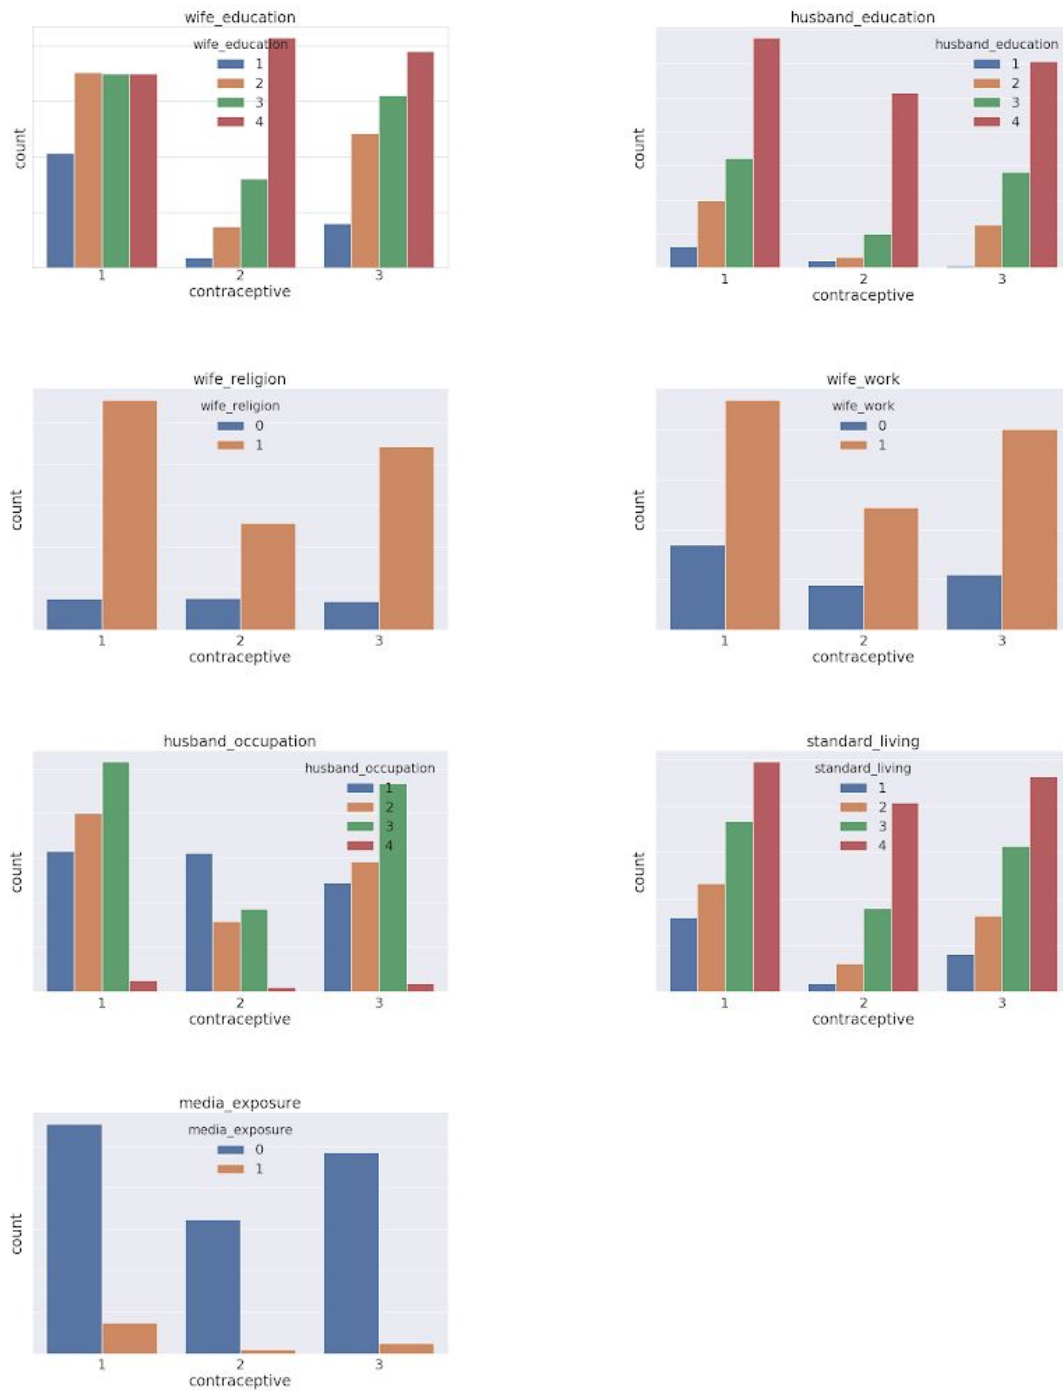 wife_education
wife_education
1
2
3
4
count
1 2 3
contraceptive
husband_education
husband_education
1
2
3
4
count
1 2 3
contraceptive
wife_religion
wife_religion
0
1
count
1 2 3
contraceptive
wife_work
wife_work
0
1
count
1 2 3
contraceptive
husband_occupation
husband_occupation
1
2
3
4
count
1 2 3
contraceptive
standard_living
standard_living
1
2
3
4
count
1 2 3
contraceptive
media_exposure
media_exposure
0
1
count
1 2 3
contraceptive